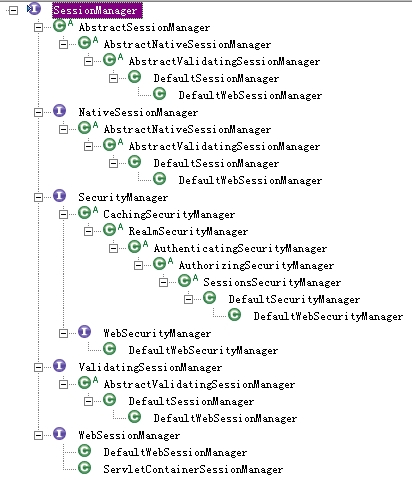 SessionManager
AbstractSessionManager
AbstractNativeSessionManager
AbstractValidatingSessionManager
DefaultSessionManager
DefaultWebSessionManager
NativeSessionManager
AbstractNativeSessionManager
AbstractValidatingSessionManager
DefaultSessionManager
DefaultWebSessionManager
SecurityManager
CachingSecurityManager
RealmSecurityManager
AuthenticatingSecurityManager
AuthorizingSecurityManager
SessionsSecurityManager
DefaultSecurityManager
DefaultWebSecurityManager
WebSecurityManager
DefaultWebSecurityManager
ValidatingSessionManager
AbstractValidatingSessionManager
DefaultSessionManager
DefaultWebSessionManager
WebSessionManager
DefaultWebSessionManager
ServletContainerSessionManager